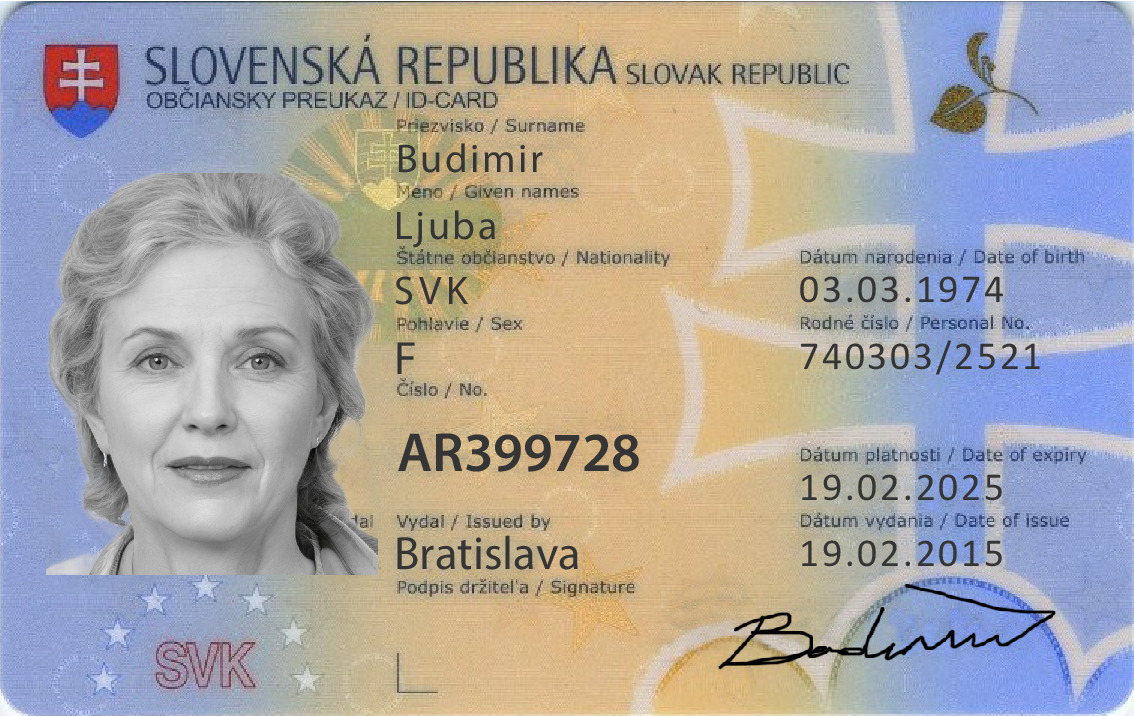 SLOVENSKÁ REPUBLIKA SLOVAK REPUBLIC
OBČIANSKY PREUKAZ / ID-CARD
Priezvisko / Surname
Budimir
Meno / Given names
Ljuba
Štátne občianstvo / Nationality
SVK
Dátum narodenia / Date of birth
03.03.1974
Pohlavie / Sex
F
Rodné číslo / Personal No.
740303/2521
Číslo / No.
AR399728
Dátum platnosti / Date of expiry
19.02.2025
Vydal / Issued by
Bratislava
Dátum vydania / Date of issue
19.02.2015
Podpis držiteľa / Signature
SVK